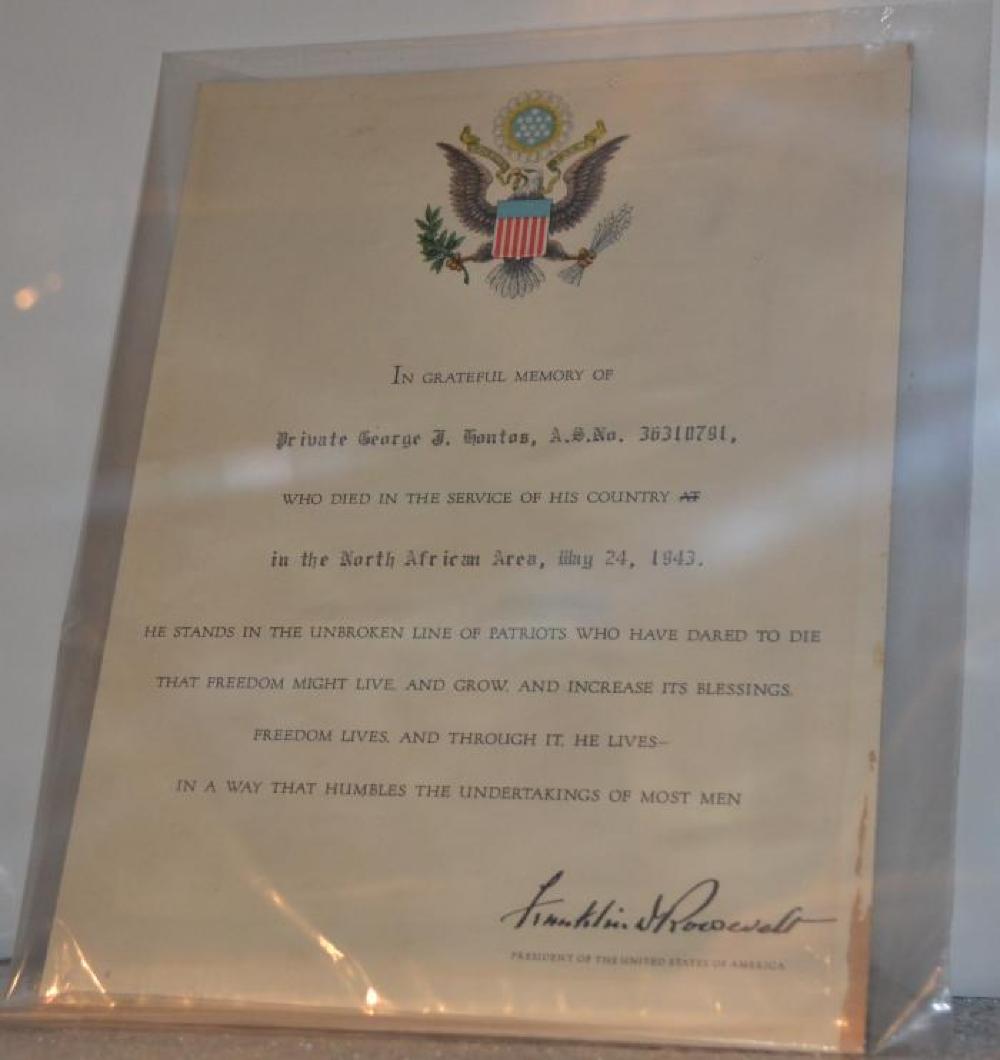 IN GRATEFUL MEMORY OF
Private George J. Hontos, A.S.No. 36310791,
WHO DIED IN THE SERVICE OF HIS COUNTRY AT
in the North African Area, May 24, 1943.
HE STANDS IN THE UNBROKEN LINE OF PATRIOTS WHO HAVE DARED TO DIE
THAT FREEDOM MIGHT LIVE, AND GROW, AND INCREASE ITS BLESSINGS.
FREEDOM LIVES, AND THROUGH IT, HE LIVES—
IN A WAY THAT HUMBLES THE UNDERTAKINGS OF MOST MEN
Franklin D Roosevelt
PRESIDENT OF THE UNITED STATES OF AMERICA